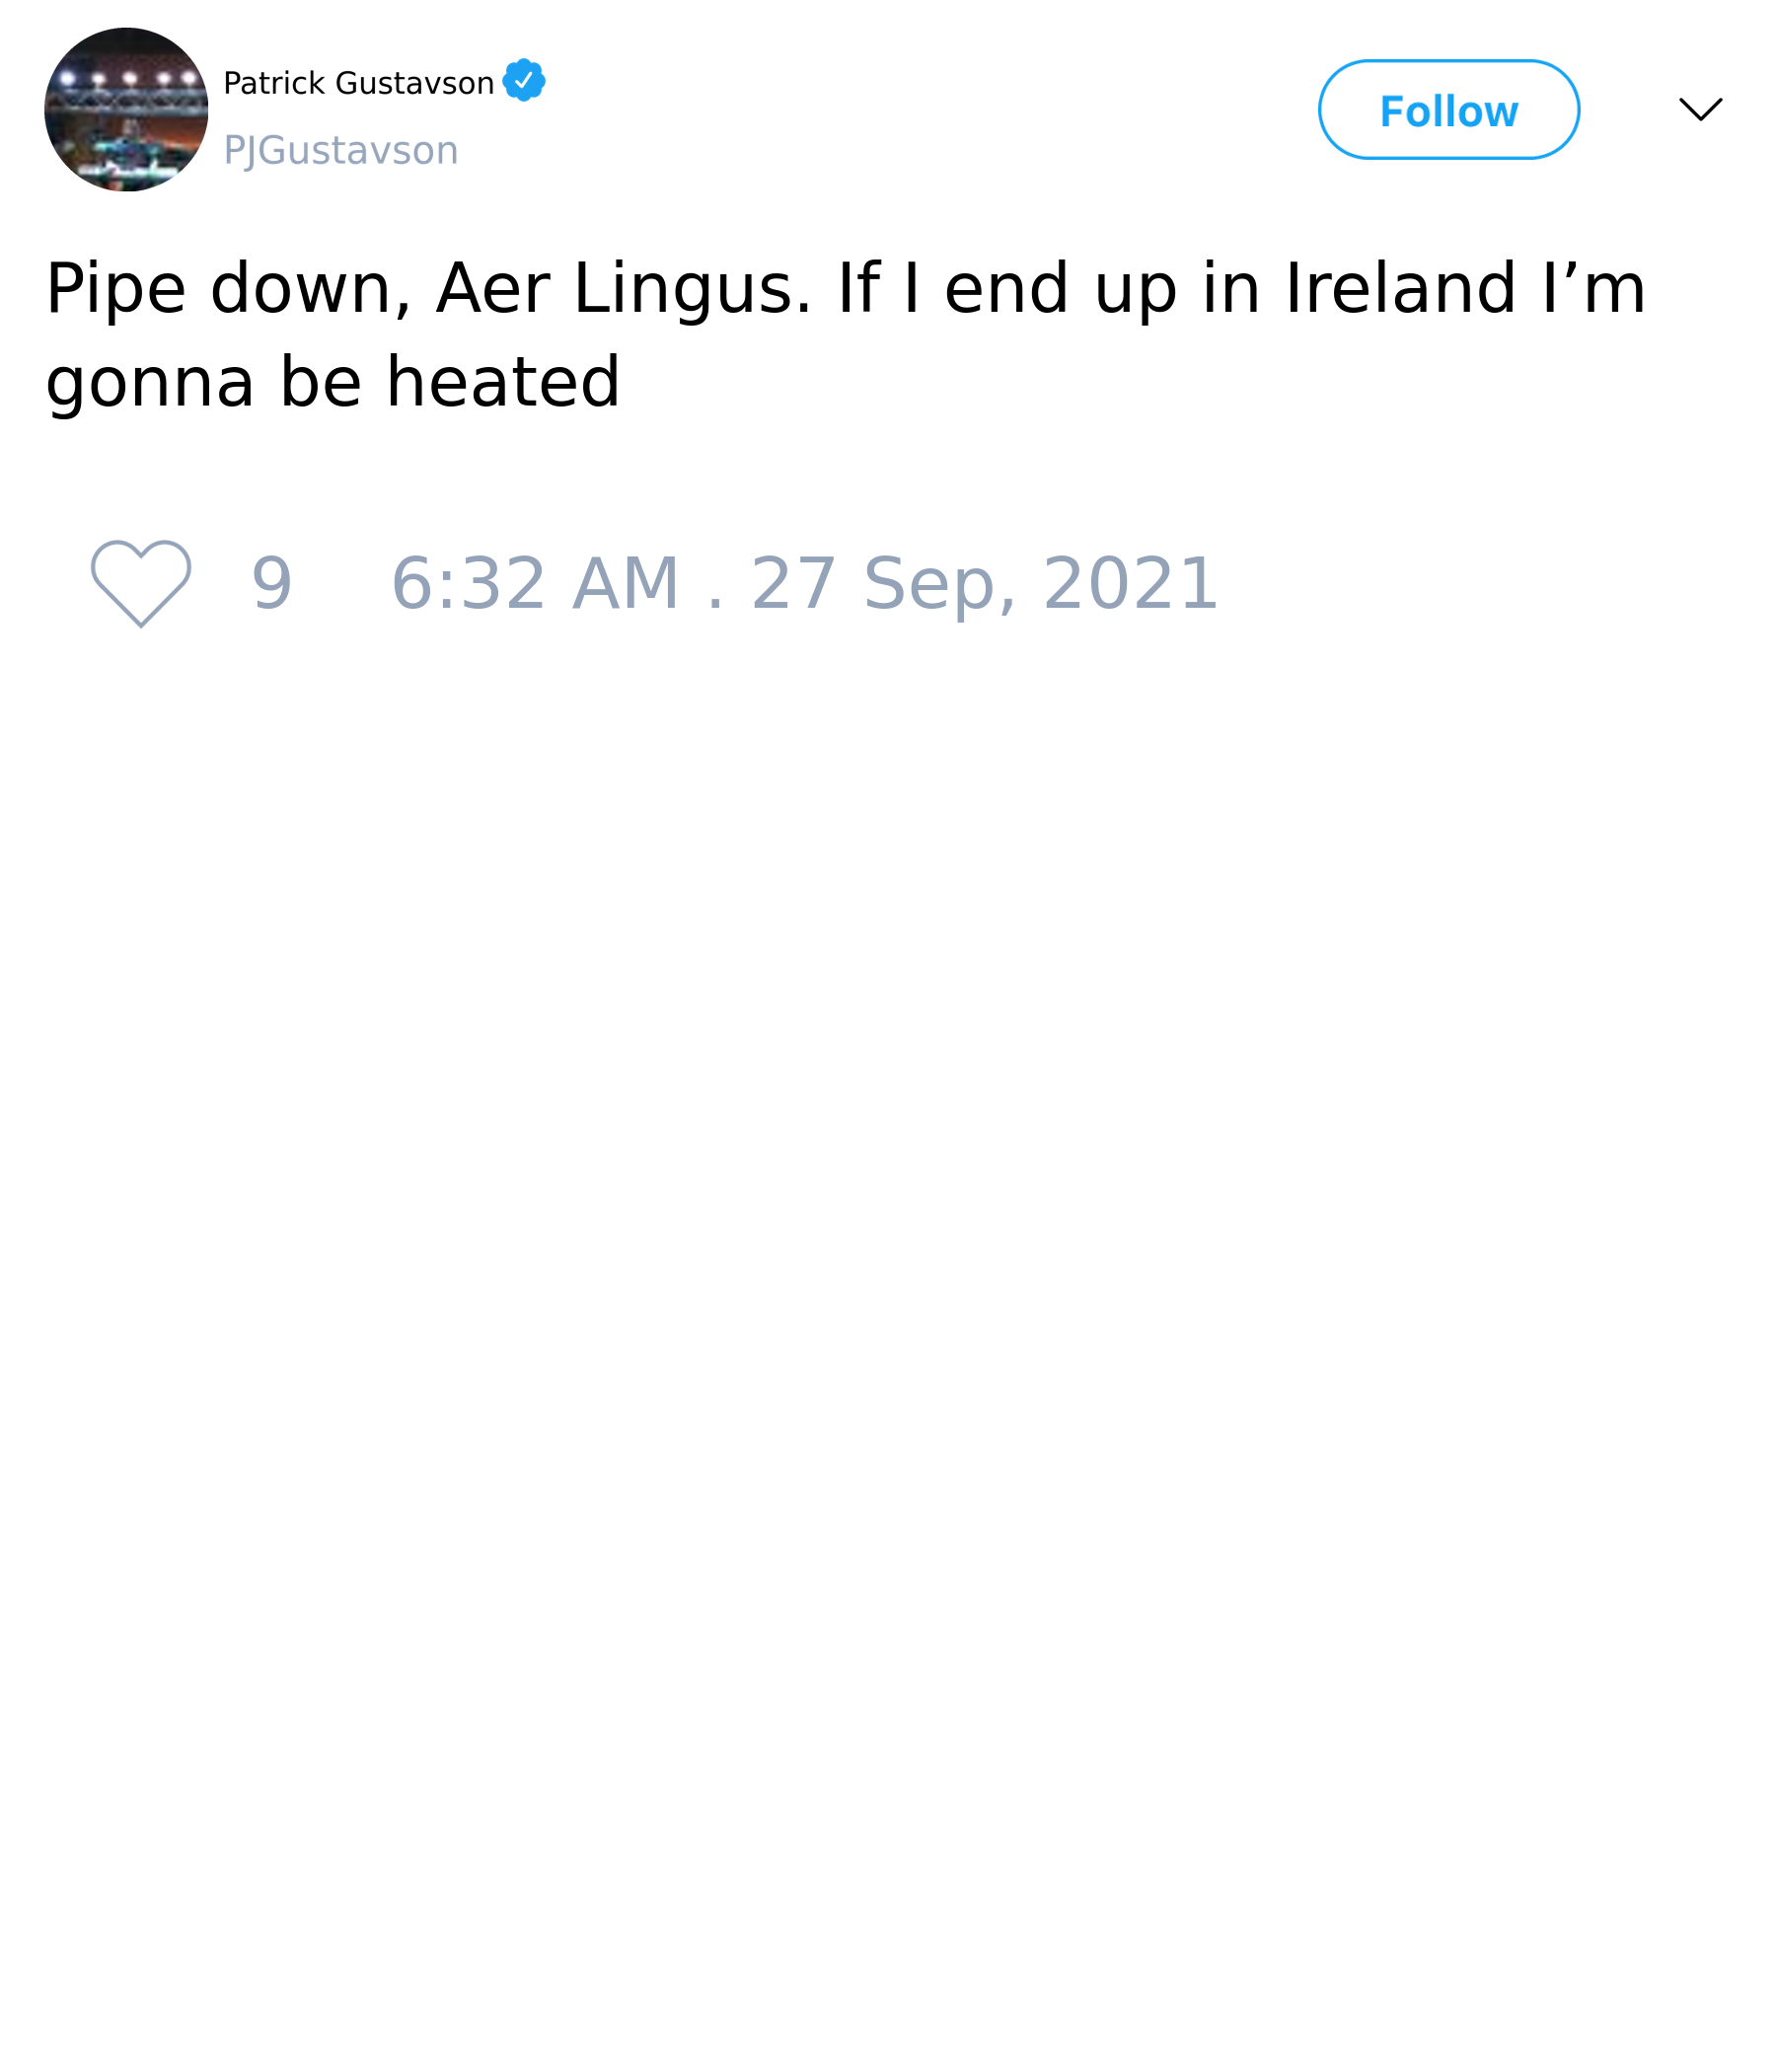 Patrick Gustavson
PJGustavson
Follow
Pipe down, Aer Lingus. If I end up in Ireland I’m
gonna be heated
9 6:32 AM . 27 Sep, 2021